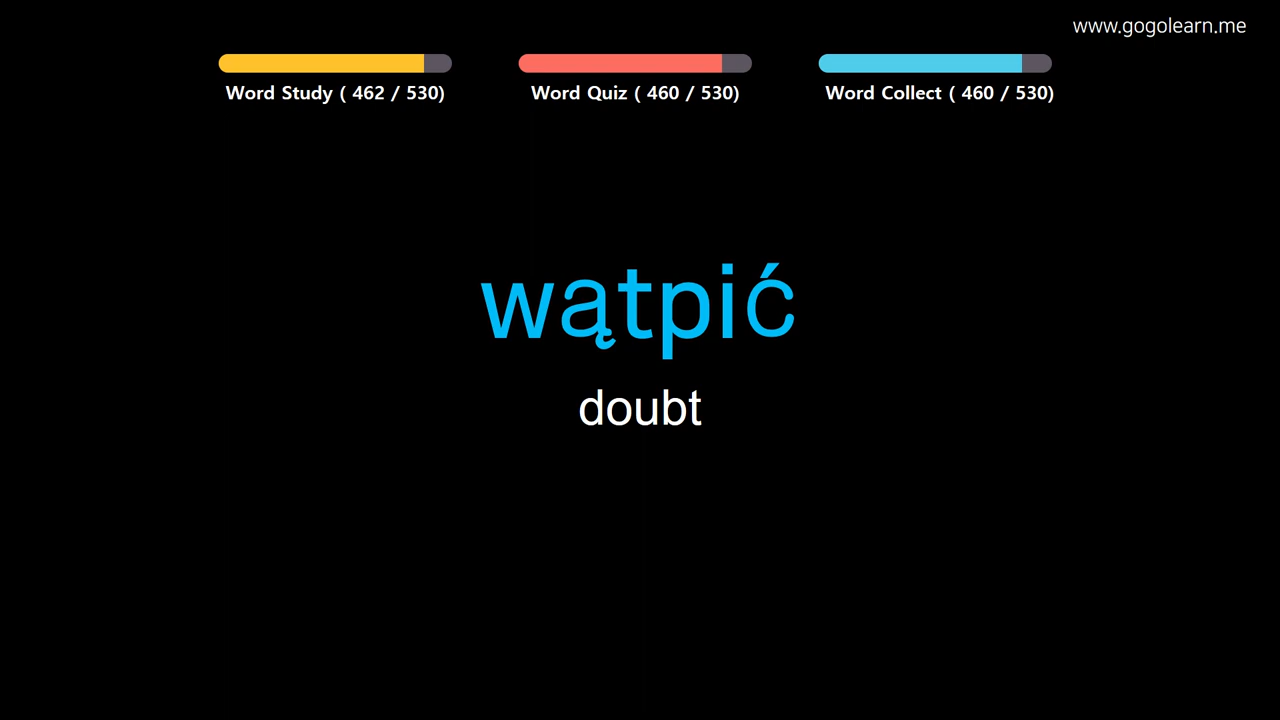 www.gogolearn.me
Word Study ( 462 / 530)
Word Quiz ( 460 / 530)
Word Collect ( 460 / 530)
wątpić
doubt